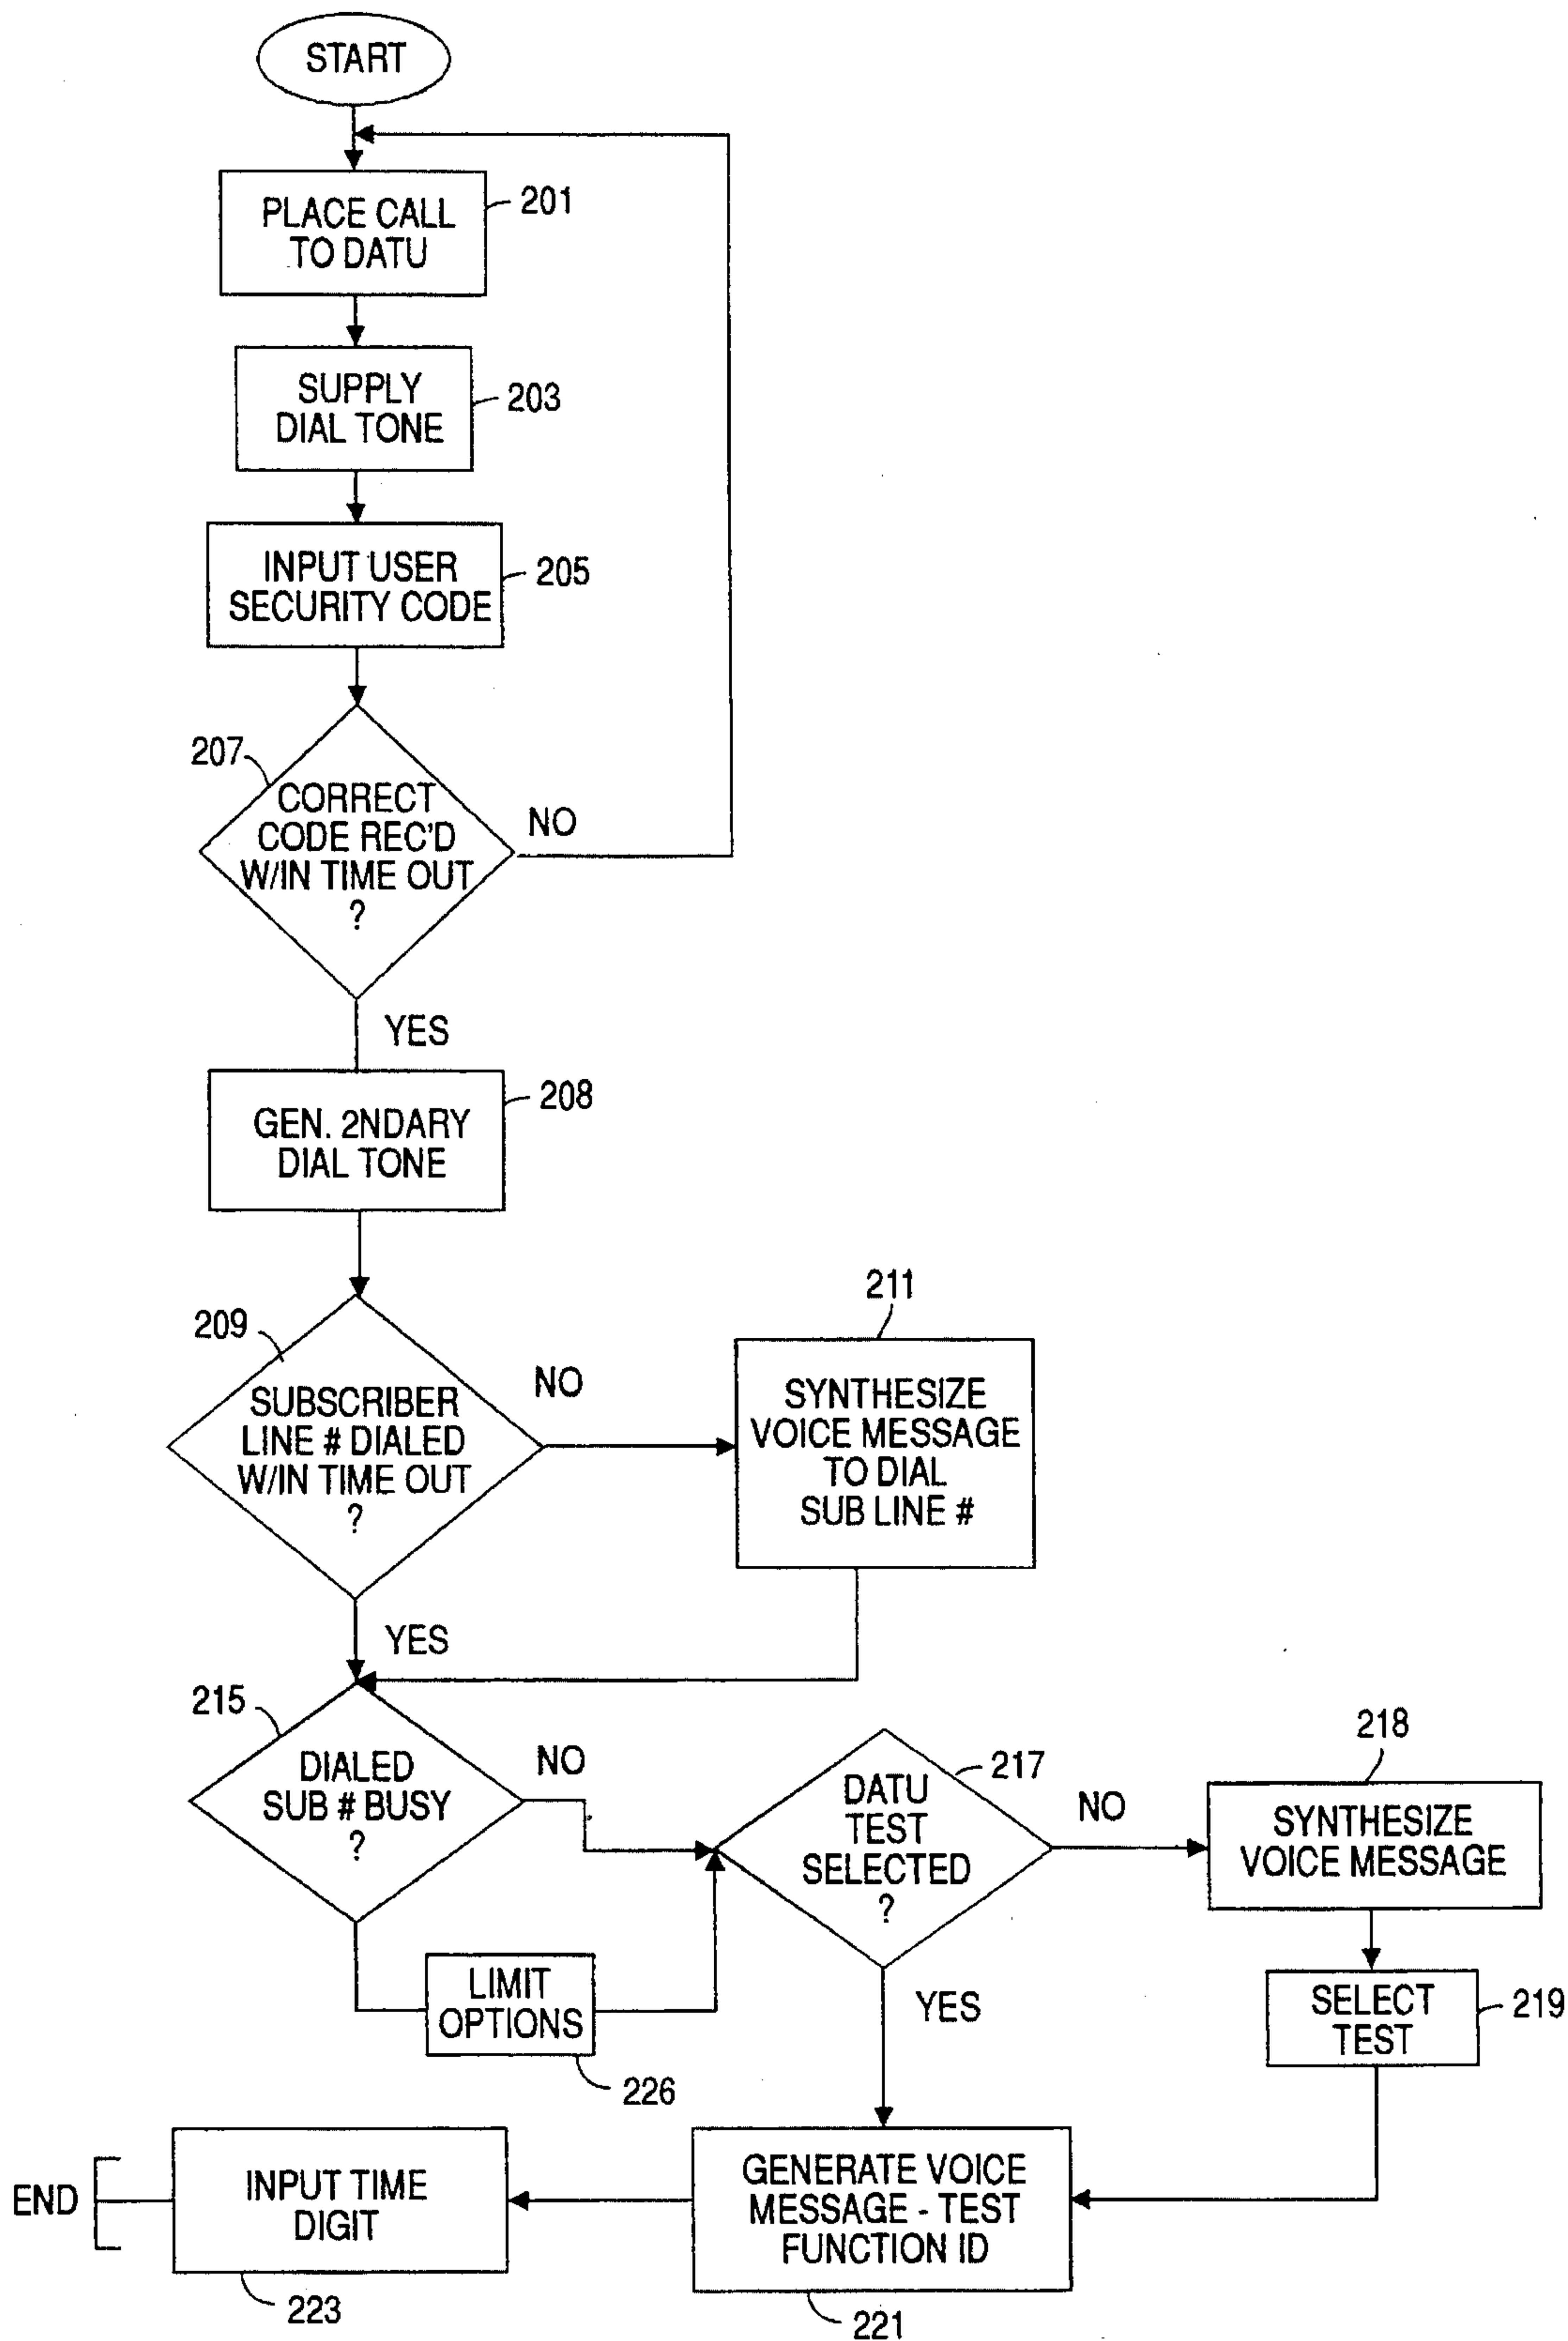 START
PLACE CALL
TO DATU
201
SUPPLY
DIAL TONE
203
INPUT USER
SECURITY CODE
205
207
CORRECT
CODE REC'D
W/IN TIME OUT
?
NO
YES
GEN. 2NDARY
DIAL TONE
208
209
SUBSCRIBER
LINE # DIALED
W/IN TIME OUT
?
NO
211
SYNTHESIZE
VOICE MESSAGE
TO DIAL
SUB LINE #
YES
215
DIALED
SUB # BUSY
?
NO
LIMIT
OPTIONS
226
217
DATU
TEST
SELECTED
?
NO
YES
218
SYNTHESIZE
VOICE MESSAGE
SELECT
TEST
219
GENERATE VOICE
MESSAGE - TEST
FUNCTION ID
221
INPUT TIME
DIGIT
223
END